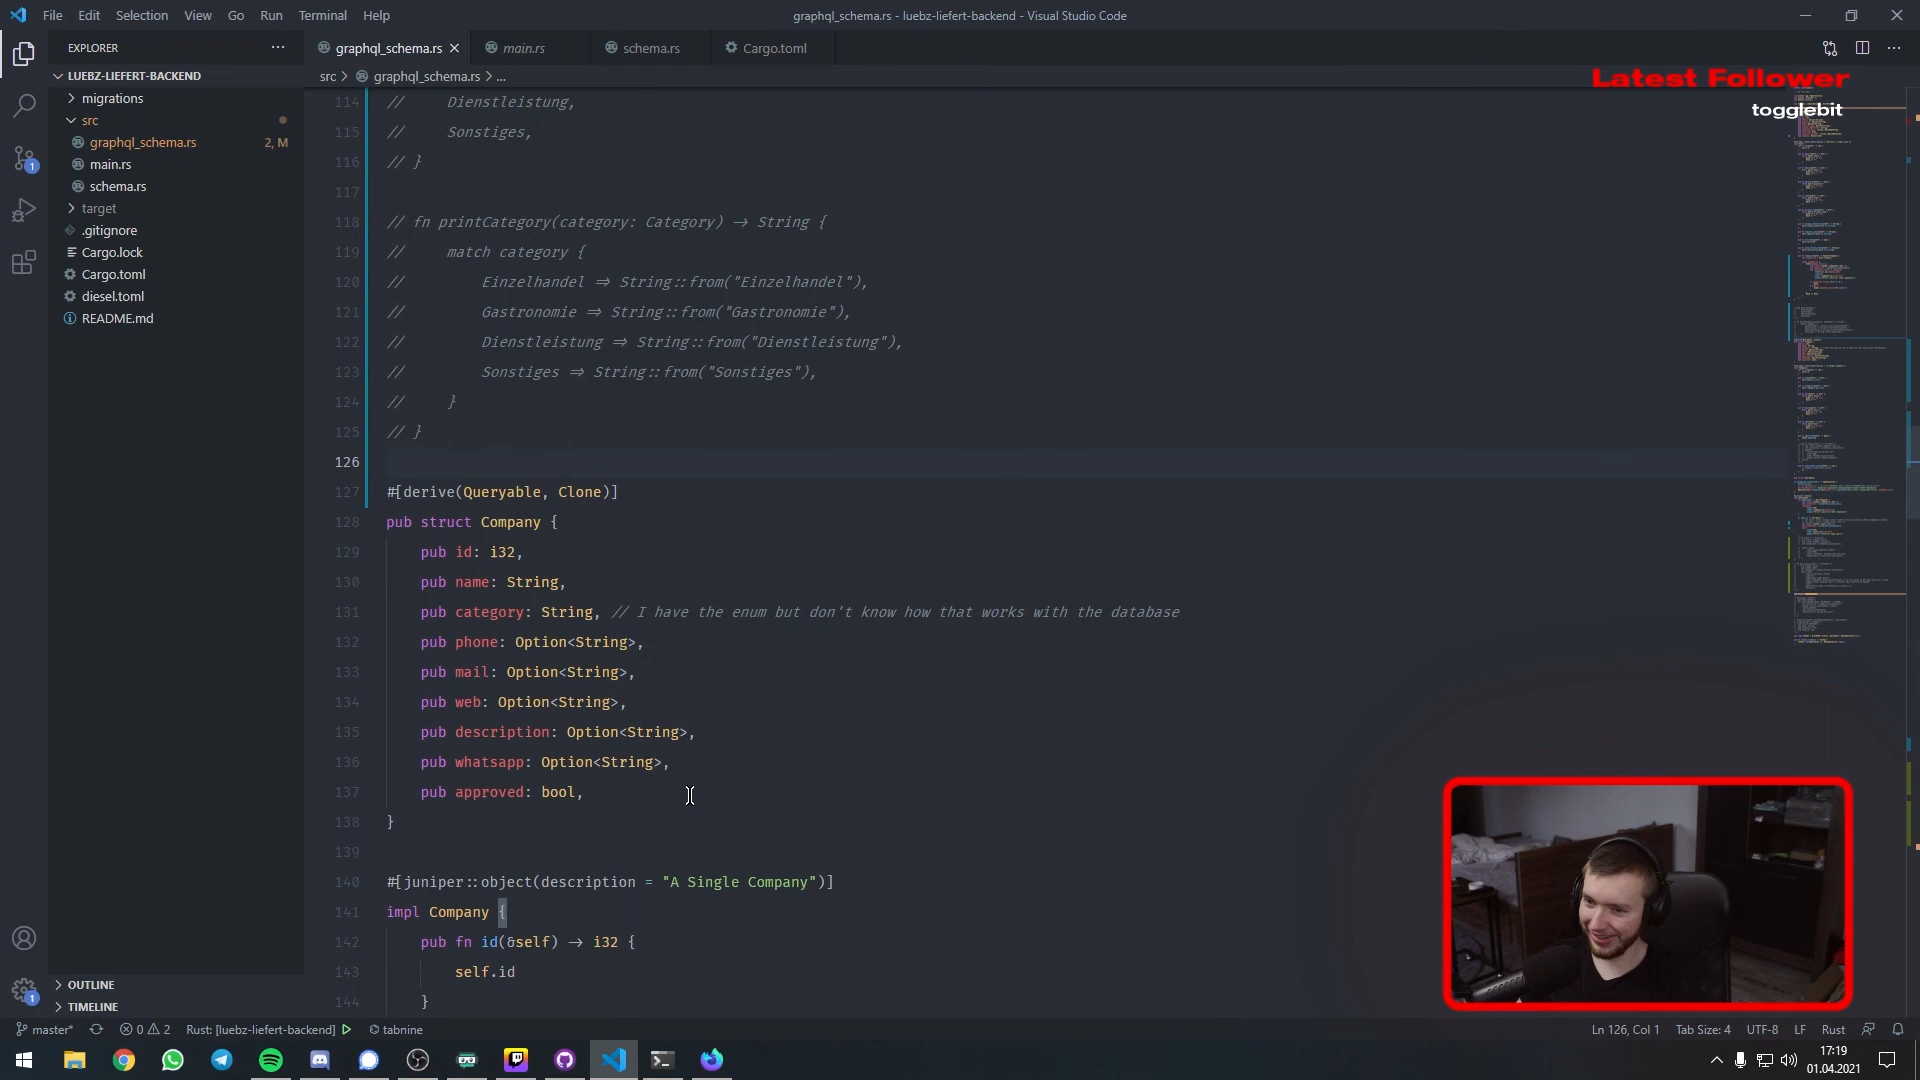 File Edit Selection View Go Run Terminal Help
graphql_schema.rs - luebz-liefert-backend - Visual Studio Code
EXPLORER
graphql_schema.rs main.rs schema.rs Cargo.toml
LUEBZ-LIEFERT-BACKEND
src > graphql_schema.rs > ...
migrations
src
graphql_schema.rs 2, M
main.rs
schema.rs
target
.gitignore
Cargo.lock
Cargo.toml
diesel.toml
README.md
OUTLINE
TIMELINE
Latest Follower
togglebit
114 //     Dienstleistung,
115 //     Sonstiges,
116 // }
117
118 // fn printCategory(category: Category) -> String {
119 //     match category {
120 //         Einzelhandel => String::from("Einzelhandel"),
121 //         Gastronomie => String::from("Gastronomie"),
122 //         Dienstleistung => String::from("Dienstleistung"),
123 //         Sonstiges => String::from("Sonstiges"),
124 //     }
125 // }
126
127 #[derive(Queryable, Clone)]
128 pub struct Company {
129     pub id: i32,
130     pub name: String,
131     pub category: String, // I have the enum but don't know how that works with the database
132     pub phone: Option<String>,
133     pub mail: Option<String>,
134     pub web: Option<String>,
135     pub description: Option<String>,
136     pub whatsapp: Option<String>,
137     pub approved: bool,
138 }
139
140 #[juniper::object(description = "A Single Company")]
141 impl Company {
142     pub fn id(&self) -> i32 {
143         self.id
144     }
1
1
master* 0 2 Rust: [luebz-liefert-backend] tabnine
Ln 126, Col 1 Tab Size: 4 UTF-8 LF Rust
17:19
01.04.2021